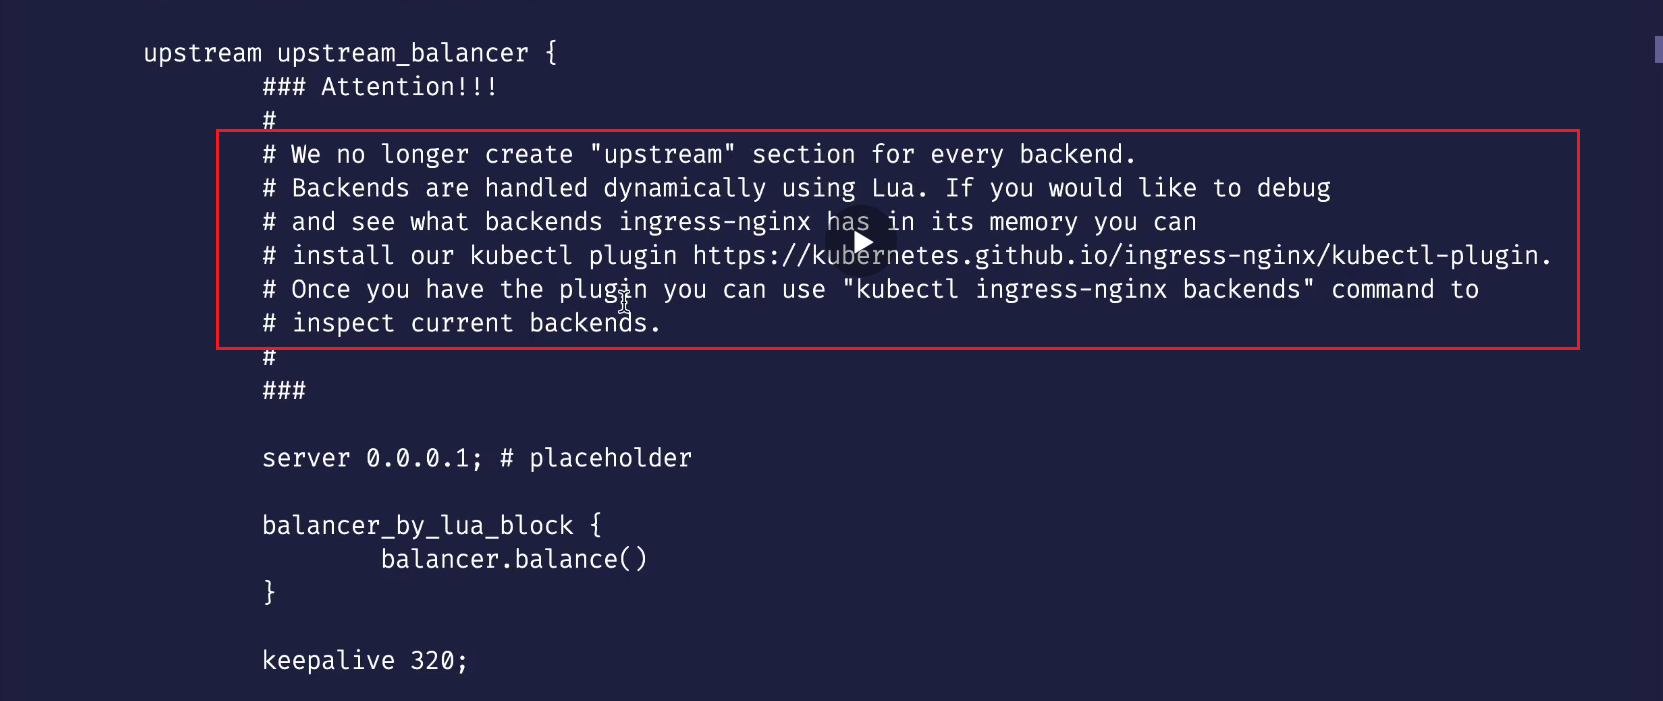 upstream upstream_balancer {
### Attention!!!
#
# We no longer create "upstream" section for every backend.
# Backends are handled dynamically using Lua. If you would like to debug
# and see what backends ingress-nginx has in its memory you can
# install our kubectl plugin https://kubernetes.github.io/ingress-nginx/kubectl-plugin.
# Once you have the plugin you can use "kubectl ingress-nginx backends" command to
# inspect current backends.
#
###
server 0.0.0.1; # placeholder
balancer_by_lua_block {
balancer.balance()
}
keepalive 320;